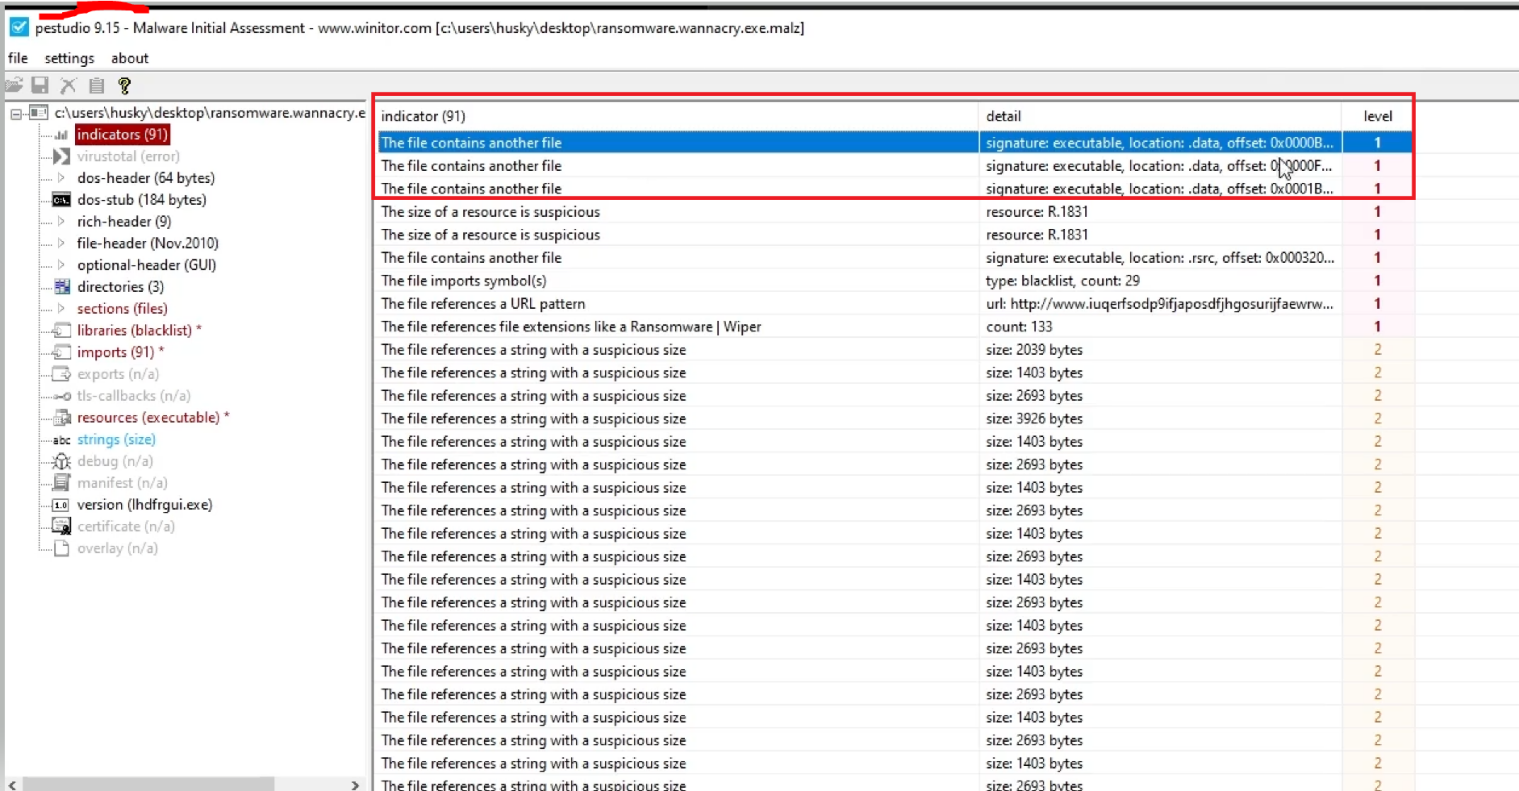 pestudio 9.15 - Malware Initial Assessment - www.winitor.com [c:\users\husky\desktop\ransomware.wannacry.exe.malz]
file settings about
c:\users\husky\desktop\ransomware.wannacry.e
indicators (91)
virustotal (error)
dos-header (64 bytes)
dos-stub (184 bytes)
rich-header (9)
file-header (Nov.2010)
optional-header (GUI)
directories (3)
sections (files)
libraries (blacklist) *
imports (91) *
exports (n/a)
tls-callbacks (n/a)
resources (executable) *
abc strings (size)
debug (n/a)
manifest (n/a)
1.0 version (lhdfrgui.exe)
certificate (n/a)
overlay (n/a)
indicator (91) detail level
The file contains another file signature: executable, location: .data, offset: 0x0000B... 1
The file contains another file signature: executable, location: .data, offset: 0x0000F... 1
The file contains another file signature: executable, location: .data, offset: 0x0001B... 1
The size of a resource is suspicious resource: R.1831 1
The size of a resource is suspicious resource: R.1831 1
The file contains another file signature: executable, location: .rsrc, offset: 0x000320... 1
The file imports symbol(s) type: blacklist, count: 29 1
The file references a URL pattern url: http://www.iuqerfsodp9ifjaposdfjhgosurijfaewrw... 1
The file references file extensions like a Ransomware | Wiper count: 133 1
The file references a string with a suspicious size size: 2039 bytes 2
The file references a string with a suspicious size size: 1403 bytes 2
The file references a string with a suspicious size size: 2693 bytes 2
The file references a string with a suspicious size size: 3926 bytes 2
The file references a string with a suspicious size size: 1403 bytes 2
The file references a string with a suspicious size size: 2693 bytes 2
The file references a string with a suspicious size size: 1403 bytes 2
The file references a string with a suspicious size size: 2693 bytes 2
The file references a string with a suspicious size size: 1403 bytes 2
The file references a string with a suspicious size size: 2693 bytes 2
The file references a string with a suspicious size size: 1403 bytes 2
The file references a string with a suspicious size size: 2693 bytes 2
The file references a string with a suspicious size size: 1403 bytes 2
The file references a string with a suspicious size size: 2693 bytes 2
The file references a string with a suspicious size size: 1403 bytes 2
The file references a string with a suspicious size size: 2693 bytes 2
The file references a string with a suspicious size size: 1403 bytes 2
The file references a string with a suspicious size size: 2693 bytes 2
The file references a string with a suspicious size size: 1403 bytes 2
The file references a string with a suspicious size size: 2693 bytes 2